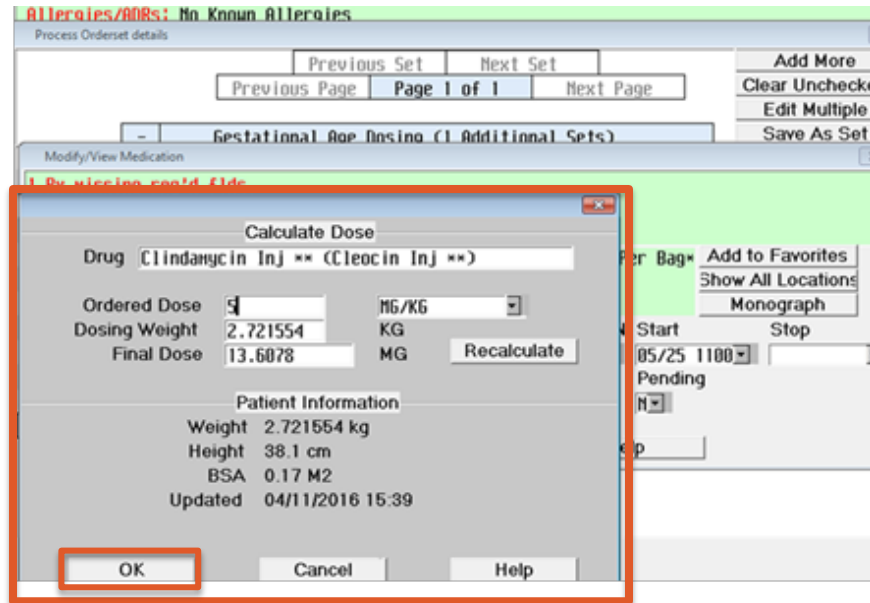 Allergies/ADRs: No Known Allergies
Process Orderset details
Previous Set Next Set
Add More
Previous Page Page 1 of 1 Next Page
Clear Unchecke
Edit Multiple
- Gestational Age Dosing (1 Additional Sets)
Save As Set
Modify/View Medication
Calculate Dose
Drug Clindamycin Inj ** (Cleocin Inj **)
Per Bag*
Add to Favorites
Show All Locations
Monograph
Ordered Dose 5 MG/KG
Dosing Weight 2.721554 KG
Final Dose 13.6078 MG Recalculate
Start Stop
05/25 1100
Pending
N
Patient Information
Weight 2.721554 kg
Height 38.1 cm
BSA 0.17 M2
Updated 04/11/2016 15:39
OK Cancel Help